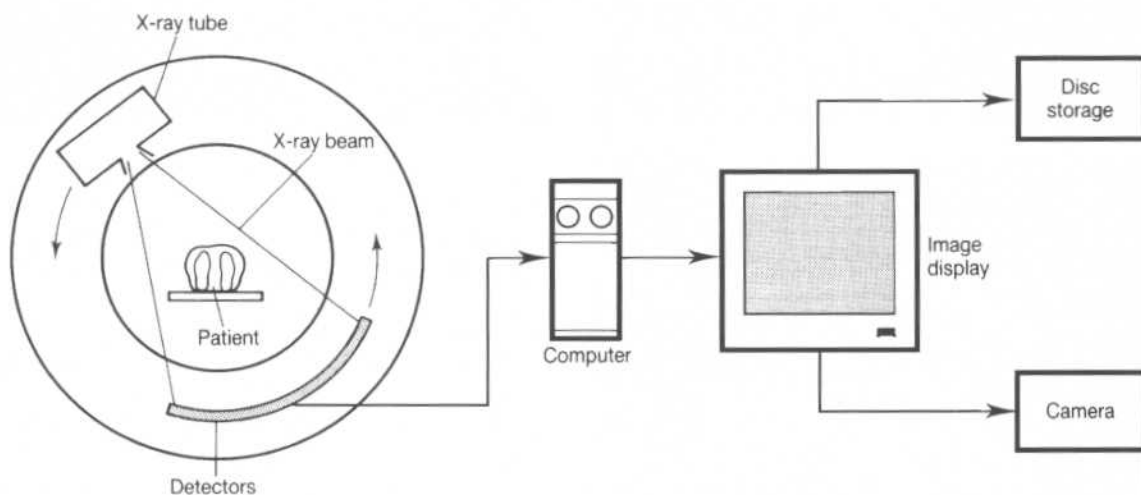 X-ray tube
X-ray beam
Patient
Detectors
Computer
Image
display
Disc
storage
Camera